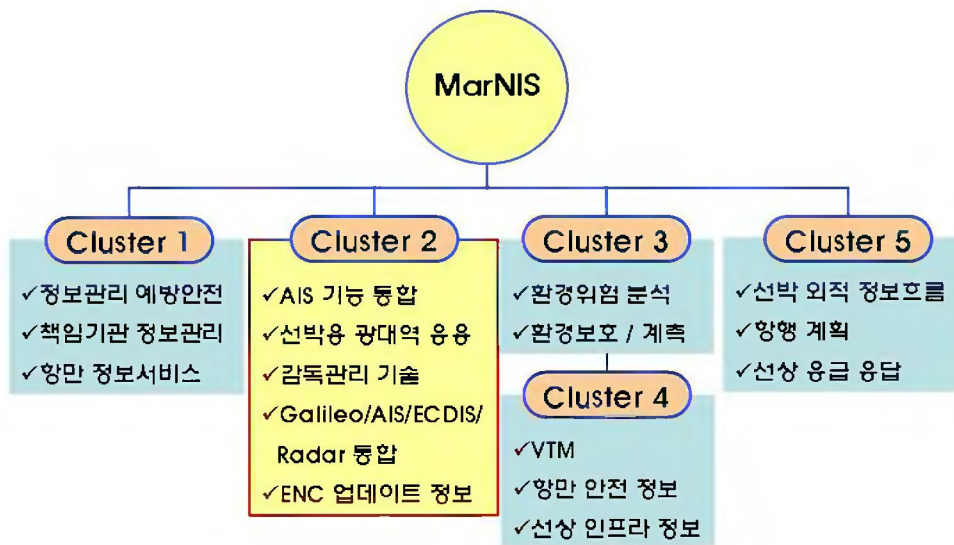 MarNIS
Cluster 1
✓정보관리 예방안전
✓책임기관 정보관리
✓항만 정보서비스
Cluster 2
✓AIS 기능 통합
✓선박용 광대역 응용
✓감독관리 기술
✓Galileo/AIS/ECDIS/
Radar 통합
✓ENC 업데이트 정보
Cluster 3
✓환경위험 분석
✓환경보호 / 계측
Cluster 4
✓VTM
✓항만 안전 정보
✓선상 인프라 정보
Cluster 5
✓선박 외적 정보흐름
✓항행 계획
✓선상 응급 응답